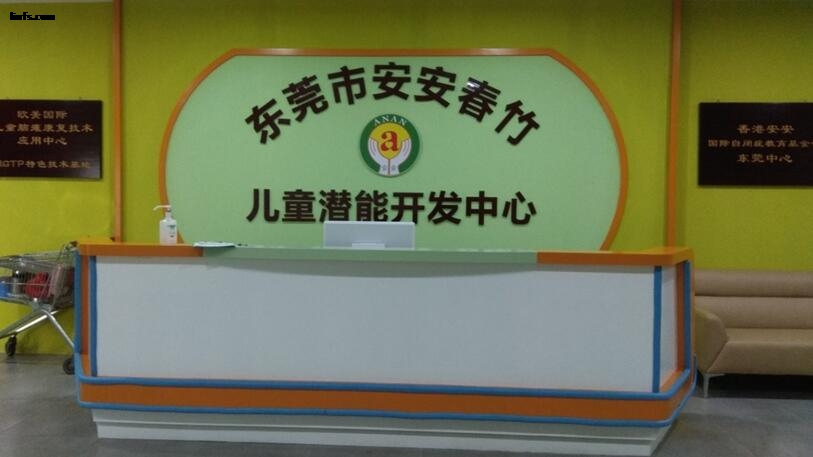 东莞市安安春竹
ANAN
a
儿童潜能开发中心
欧美国际
儿童脑瘫康复技术
应用中心
特色技术基地
香港安安
国际自闭症教育基金会
东莞中心